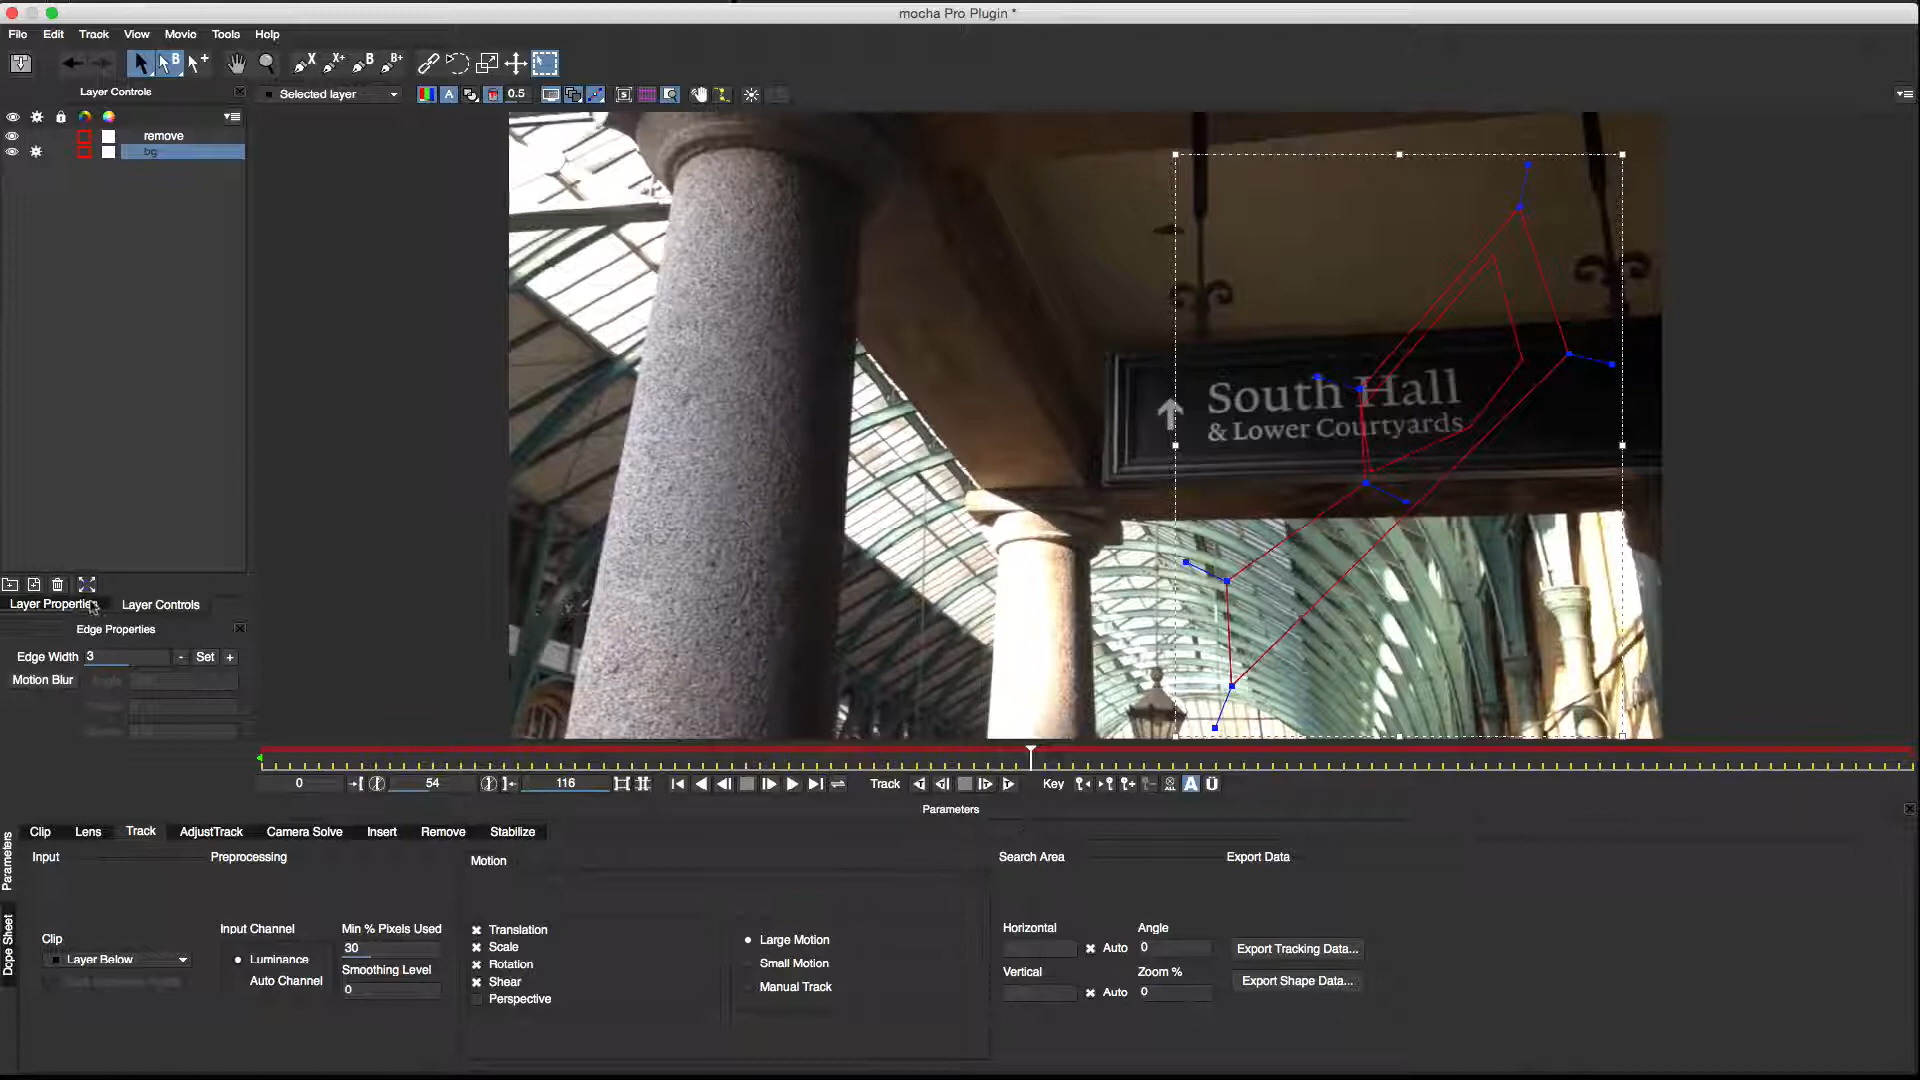 mocha Pro Plugin *
File Edit Track View Movie Tools Help
Layer Controls
Selected layer
0.5
remove
bg
South Hall
& Lower Courtyards
Layer Properties Layer Controls
Edge Properties
Edge Width 3 - Set +
Motion Blur Angle
0 54 116 Track Key
Parameters
Clip Lens Track AdjustTrack Camera Solve Insert Remove Stabilize
Parameters
Dope Sheet
Input Preprocessing Motion Search Area Export Data
Clip
Layer Below
Input Channel
Luminance
Auto Channel
Min % Pixels Used
30
Smoothing Level
0
Translation
Scale
Rotation
Shear
Perspective
Large Motion
Small Motion
Manual Track
Horizontal Angle
Auto 0
Vertical Zoom %
Auto 0
Export Tracking Data...
Export Shape Data...